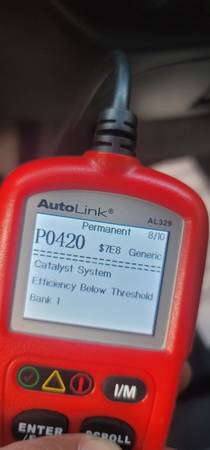 AutoLink®
AL329
Permanent 8/10
P0420 $7E8 Generic
Catalyst System
Efficiency Below Threshold
Bank 1
I/M
ENTER
SCROLL